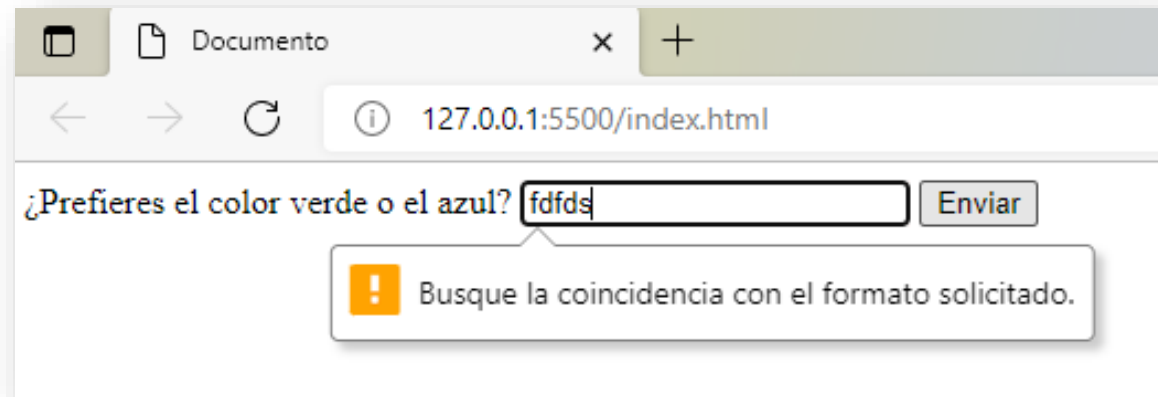 Documento
127.0.0.1:5500/index.html
¿Prefieres el color verde o el azul? fdfds Enviar
Busque la coincidencia con el formato solicitado.